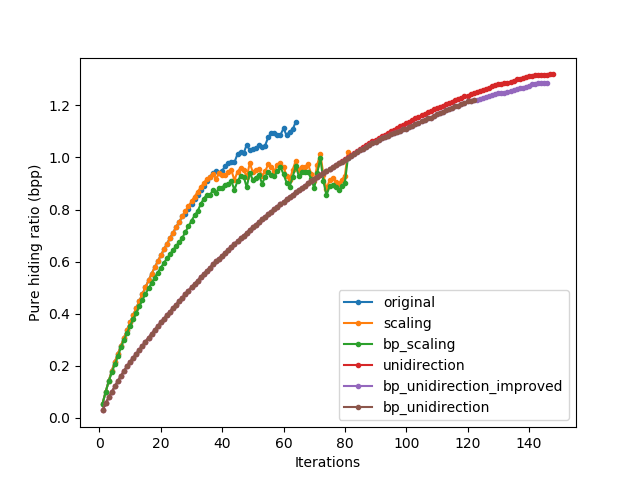 1.2
1.0
0.8
0.6
0.4
0.2
0.0
Pure hiding ratio (bpp)
original
scaling
bp_scaling
unidirection
bp_unidirection_improved
bp_unidirection
0 20 40 60 80 100 120 140
Iterations